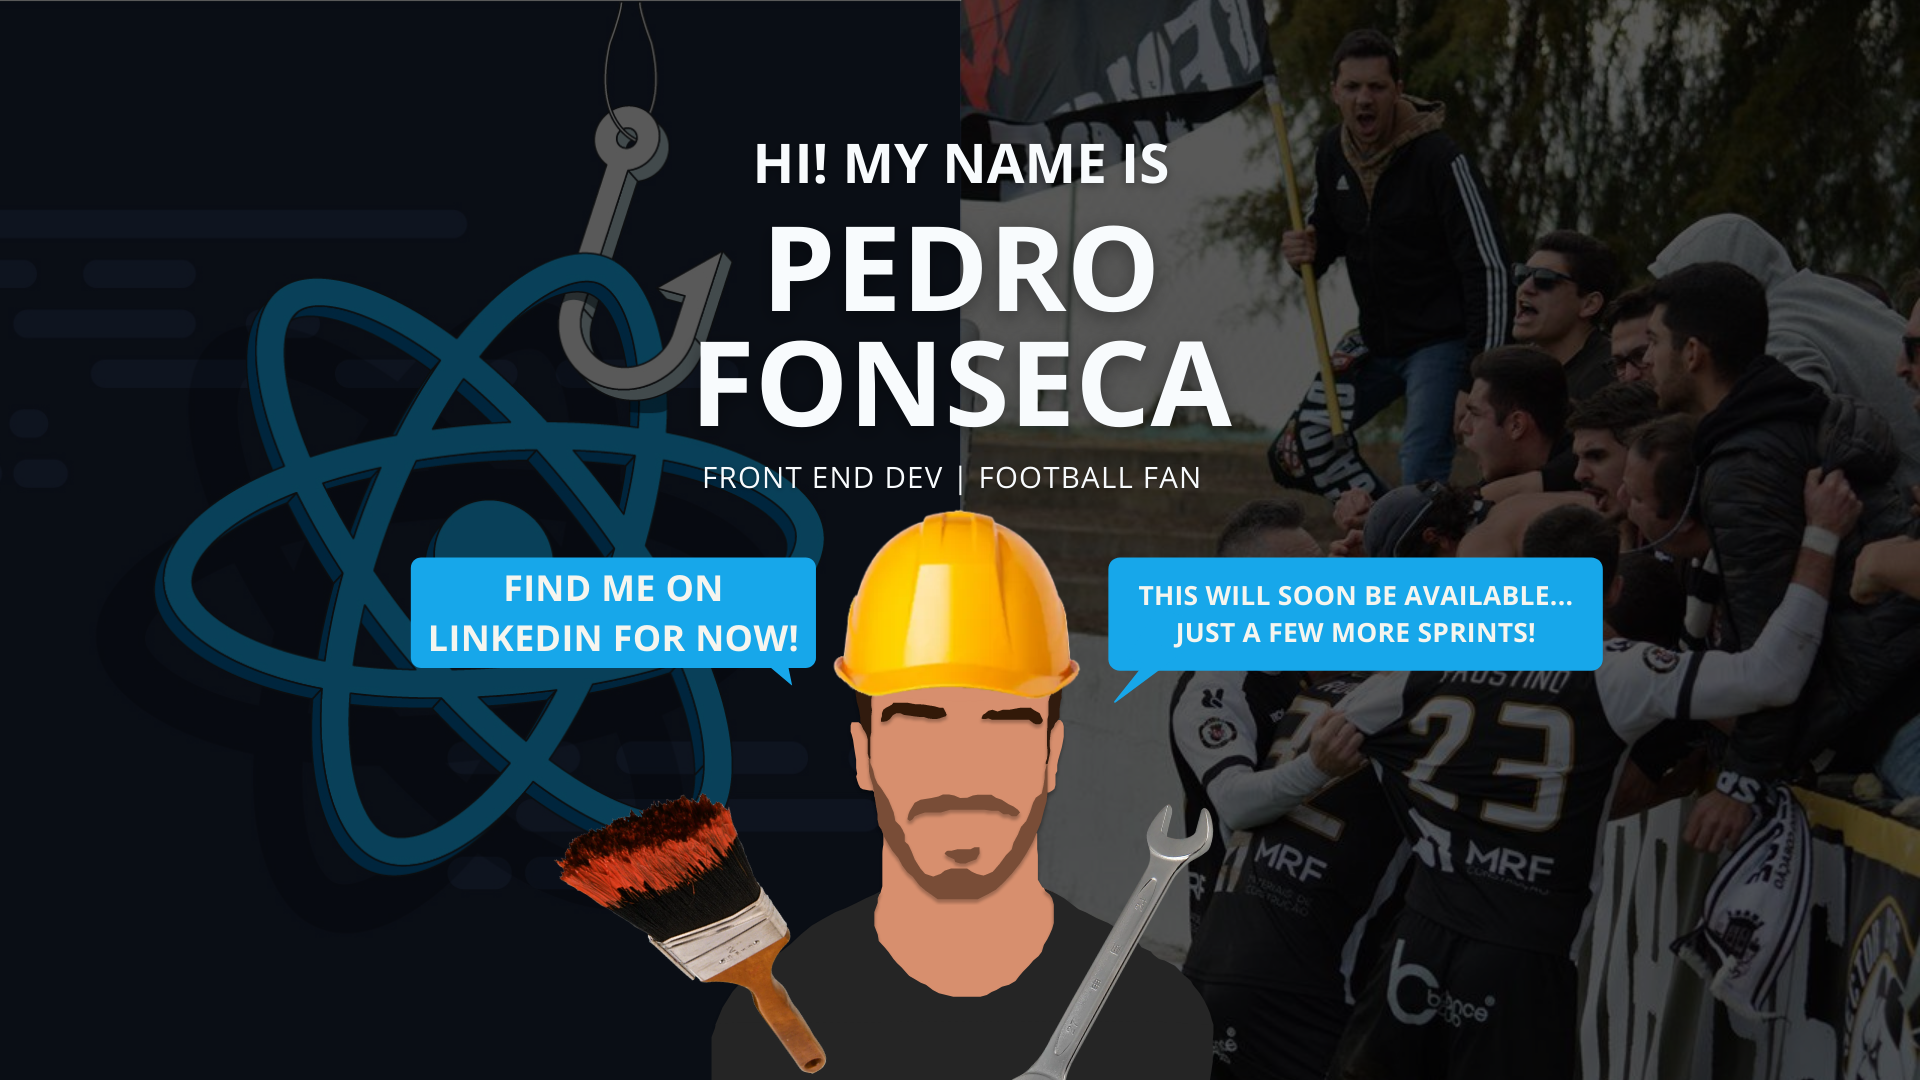 HI! MY NAME IS
PEDRO
FONSECA
FRONT END DEV | FOOTBALL FAN
FIND ME ON
LINKEDIN FOR NOW!
THIS WILL SOON BE AVAILABLE...
JUST A FEW MORE SPRINTS!
FAUSTINO
23
MRF
MRF